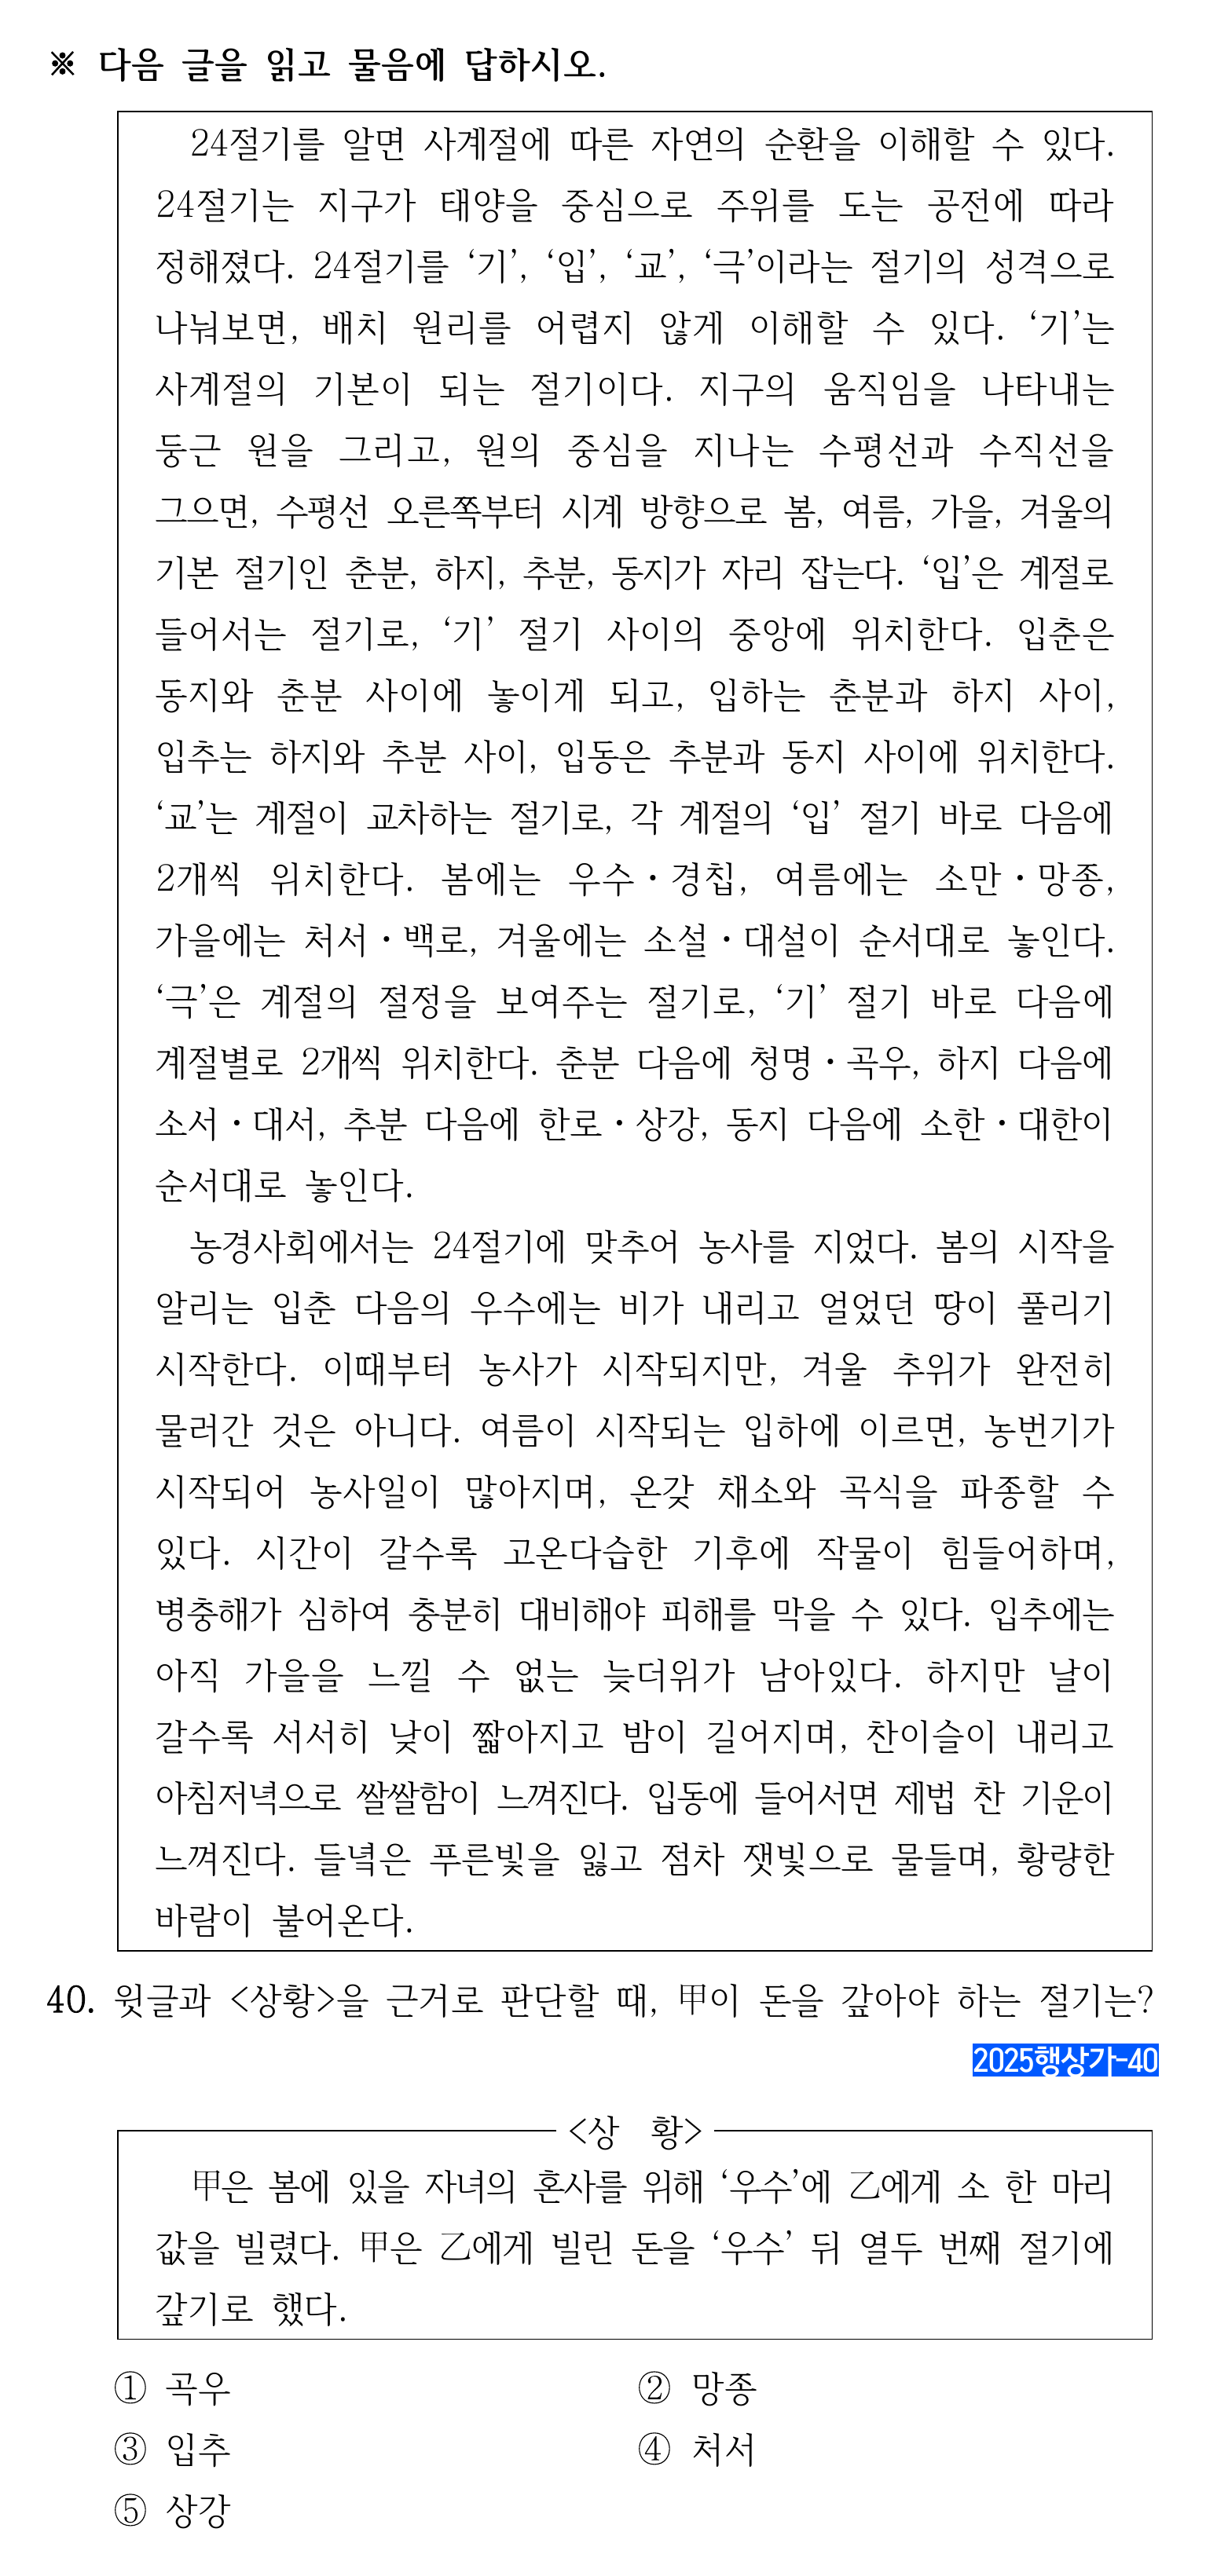 ※ 다음 글을 읽고 물음에 답하시오.
24절기를 알면 사계절에 따른 자연의 순환을 이해할 수 있다.
24절기는 지구가 태양을 중심으로 주위를 도는 공전에 따라
정해졌다. 24절기를 ‘기’, ‘입’, ‘교’, ‘극’이라는 절기의 성격으로
나눠보면, 배치 원리를 어렵지 않게 이해할 수 있다. ‘기’는
사계절의 기본이 되는 절기이다. 지구의 움직임을 나타내는
둥근 원을 그리고, 원의 중심을 지나는 수평선과 수직선을
그으면, 수평선 오른쪽부터 시계 방향으로 봄, 여름, 가을, 겨울의
기본 절기인 춘분, 하지, 추분, 동지가 자리 잡는다. ‘입’은 계절로
들어서는 절기로, ‘기’ 절기 사이의 중앙에 위치한다. 입춘은
동지와 춘분 사이에 놓이게 되고, 입하는 춘분과 하지 사이,
입추는 하지와 추분 사이, 입동은 추분과 동지 사이에 위치한다.
‘교’는 계절이 교차하는 절기로, 각 계절의 ‘입’ 절기 바로 다음에
2개씩 위치한다. 봄에는 우수・경칩, 여름에는 소만・망종,
가을에는 처서・백로, 겨울에는 소설・대설이 순서대로 놓인다.
‘극’은 계절의 절정을 보여주는 절기로, ‘기’ 절기 바로 다음에
계절별로 2개씩 위치한다. 춘분 다음에 청명・곡우, 하지 다음에
소서・대서, 추분 다음에 한로・상강, 동지 다음에 소한・대한이
순서대로 놓인다.
농경사회에서는 24절기에 맞추어 농사를 지었다. 봄의 시작을
알리는 입춘 다음의 우수에는 비가 내리고 얼었던 땅이 풀리기
시작한다. 이때부터 농사가 시작되지만, 겨울 추위가 완전히
물러간 것은 아니다. 여름이 시작되는 입하에 이르면, 농번기가
시작되어 농사일이 많아지며, 온갖 채소와 곡식을 파종할 수
있다. 시간이 갈수록 고온다습한 기후에 작물이 힘들어하며,
병충해가 심하여 충분히 대비해야 피해를 막을 수 있다. 입추에는
아직 가을을 느낄 수 없는 늦더위가 남아있다. 하지만 날이
갈수록 서서히 낮이 짧아지고 밤이 길어지며, 찬이슬이 내리고
아침저녁으로 쌀쌀함이 느껴진다. 입동에 들어서면 제법 찬 기운이
느껴진다. 들녘은 푸른빛을 잃고 점차 잿빛으로 물들며, 황량한
바람이 불어온다.
40. 윗글과 <상황>을 근거로 판단할 때, 甲이 돈을 갚아야 하는 절기는?
2025행상가-40
<상 황>
甲은 봄에 있을 자녀의 혼사를 위해 ‘우수’에 乙에게 소 한 마리
값을 빌렸다. 甲은 乙에게 빌린 돈을 ‘우수’ 뒤 열두 번째 절기에
갚기로 했다.
① 곡우 ② 망종
③ 입추 ④ 처서
⑤ 상강